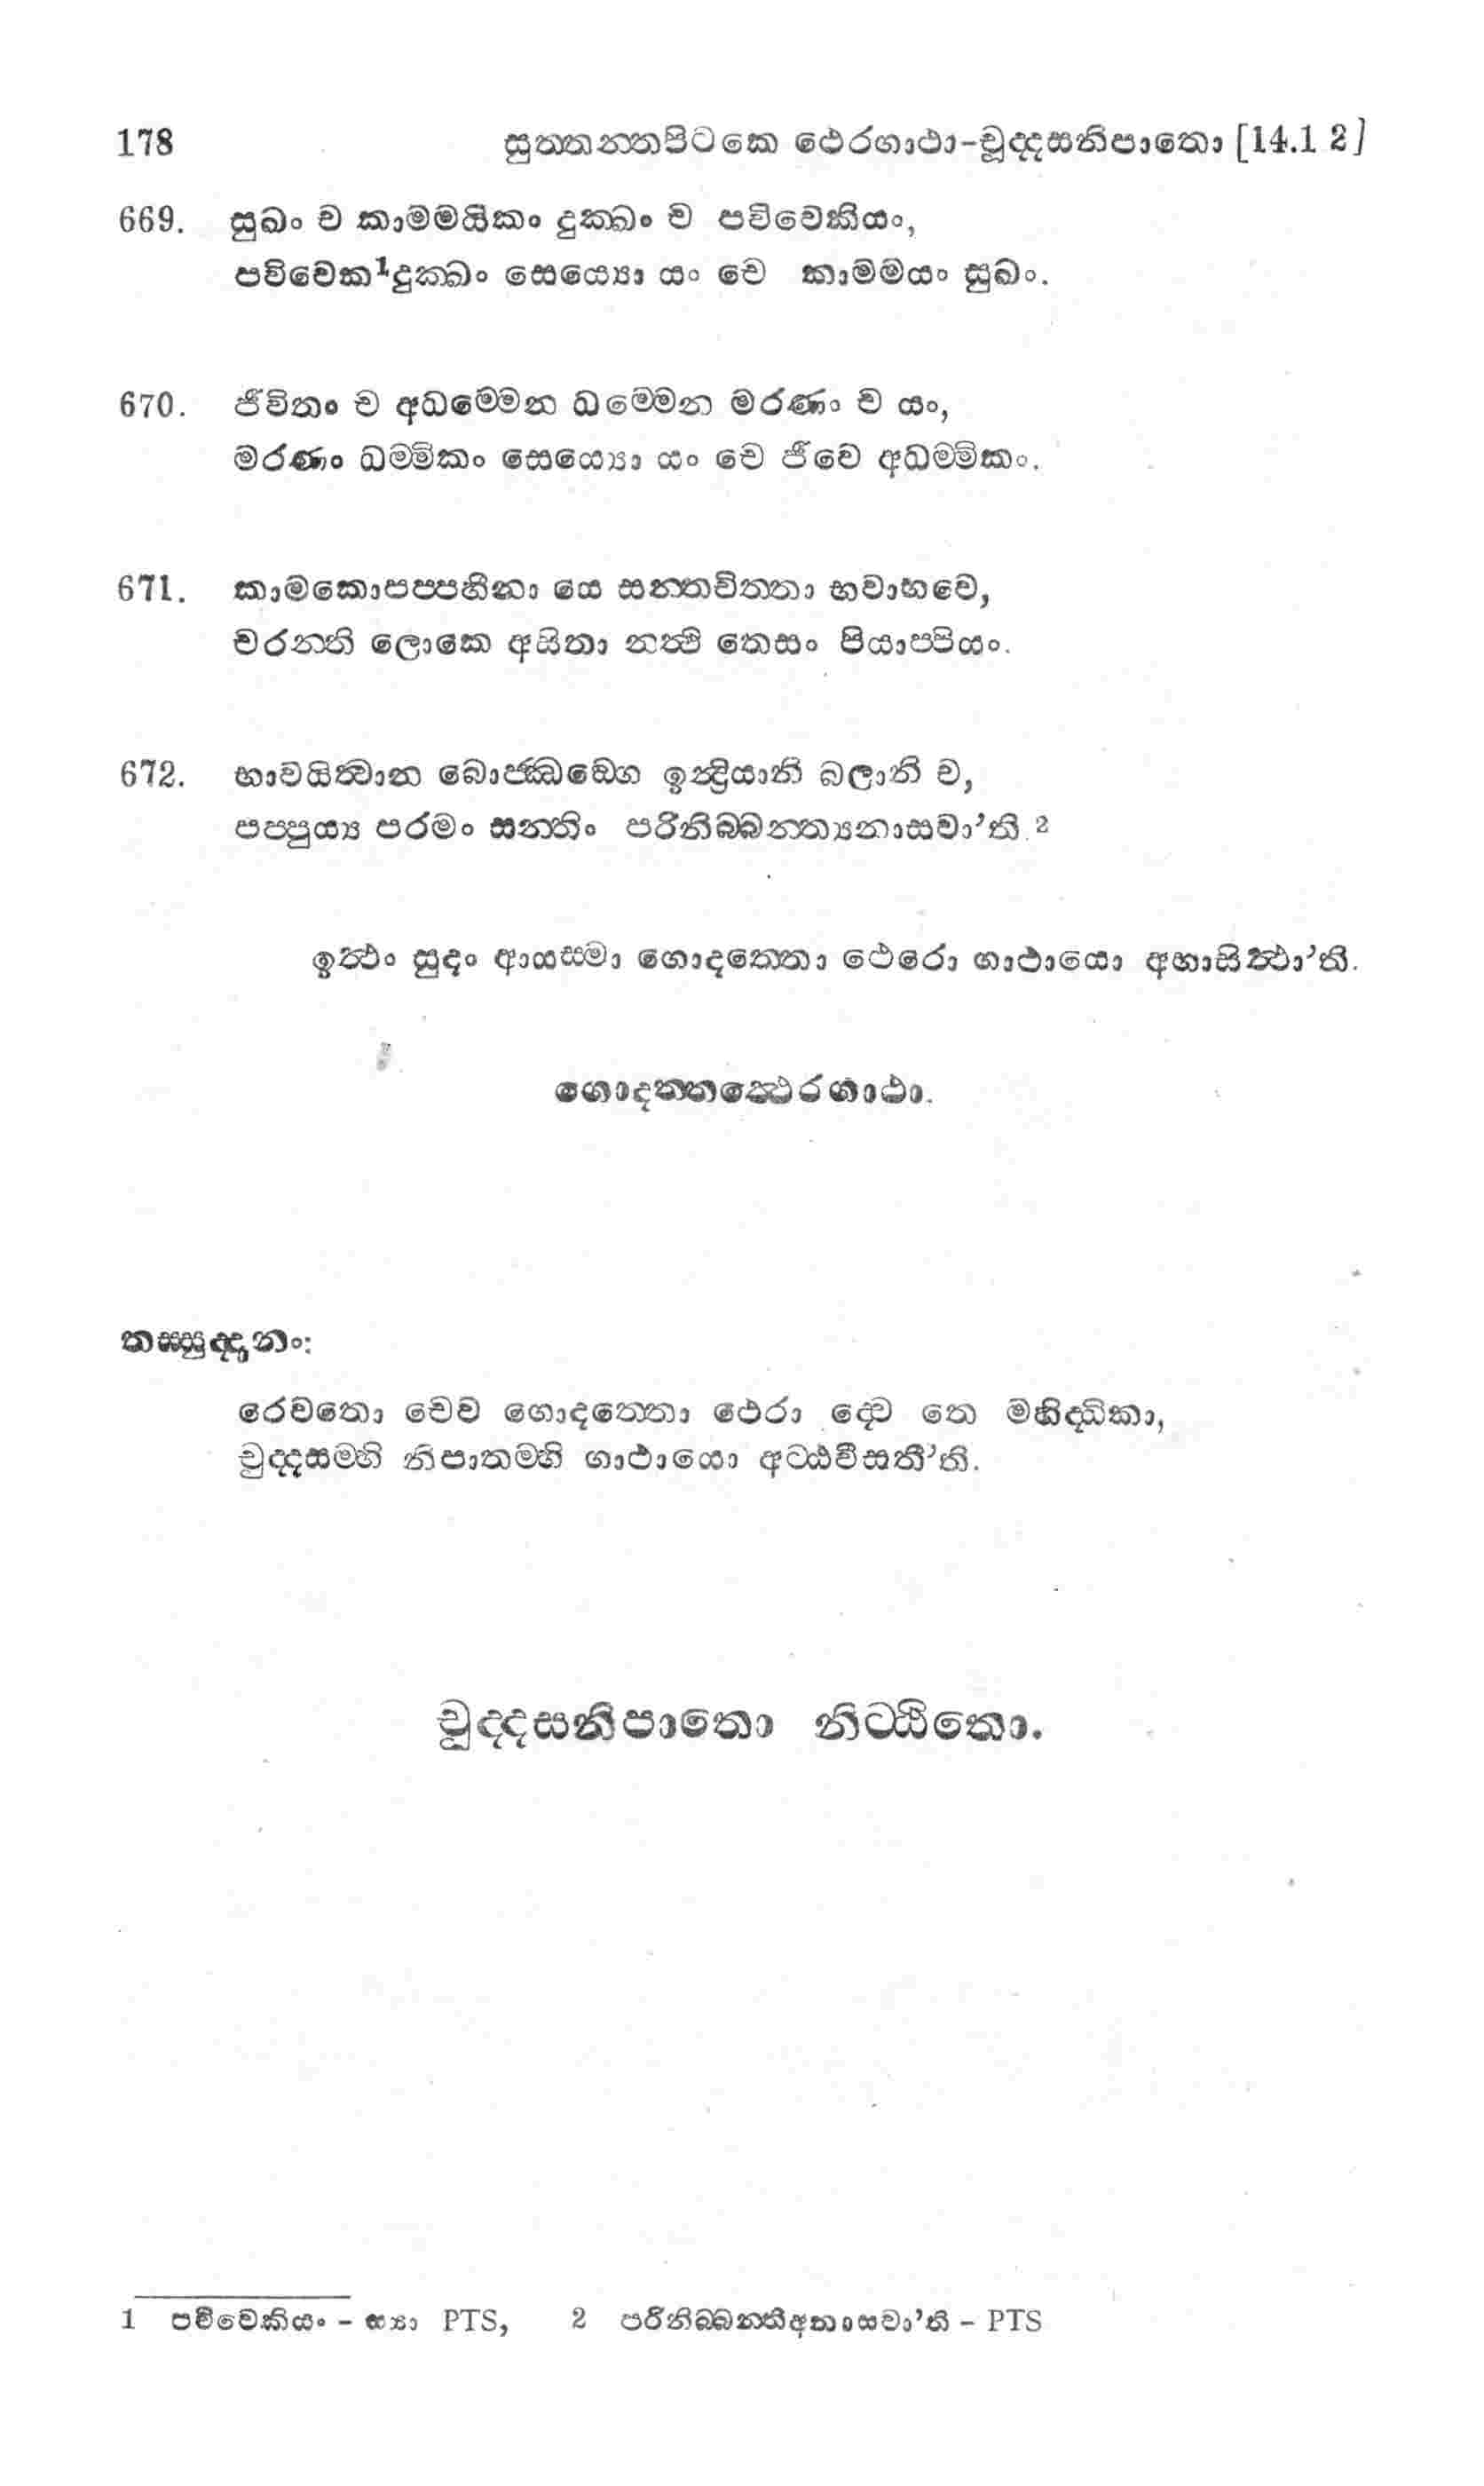 178 සුත්තන්තපිටකෙ ථෙරගාථා-චූද්දසනිපාතො [14.1 2]
669. සුඛං ච කාමමයිකං දුක්ඛං ච පවිවෙකියං,
පවිවෙක¹දුක්ඛං සෙය්‍යො යං චෙ කාමමයං සුඛං.
670. ජීවිතං ච අධම්මෙන ධම්මෙන මරණං ච යං,
මරණං ධම්මිකං සෙය්‍යො යං චෙ ජීවෙ අධම්මිකං.
671. කාමකොපප්පහීනා යෙ සන්තචිත්තා භවාභවෙ,
චරන්ති ලොකෙ අයිතා නත්‍ථි තෙසං පියාප්පියං.
672. භාවයිත්‍වාන බොජ්ඣඞ්ගෙ ඉන්‍ද්‍රියානි බලානි ච,
පප්පුය්‍ය පරමං සන්තිං පරිනිබ්බන්ත්‍යනාසවා’ති.²
ඉත්‍ථං සුදං ආයස්මා ගොදත්තො ථෙරො ගාථායො අභාසිත්‍ථා’ති.
ගොදත්තත්‍ථෙරගාථා.
තස්සුද්දානං:
රෙවතො චෙව ගොදත්තො ථෙරා ද්වෙ තෙ මහිද්ධිකා,
චුද්දසම්හි නිපාතම්හි ගාථායො අට්ඨවීසතී’ති.
චූද්දසනිපාතො නිට්ඨිතො.
1 පවිවෙකියං - ස්‍යා PTS, 2 පරිනිබ්බන්තිඅනාසවා’ති - PTS